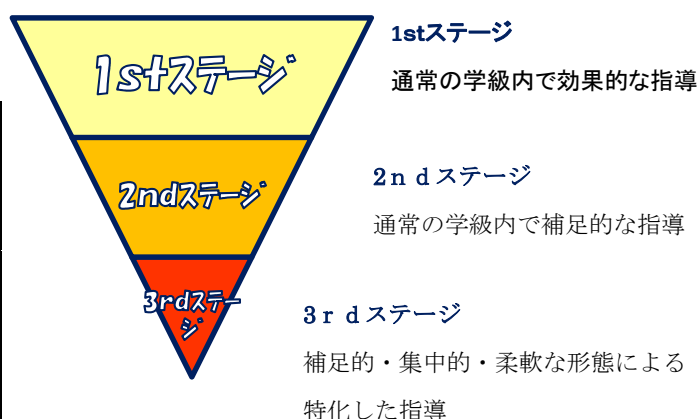 1stステージ
1stステージ
通常の学級内で効果的な指導
2ndステージ
2ｎｄステージ
通常の学級内で補足的な指導
3rdステー
ジ
3ｒｄステージ
補足的・集中的・柔軟な形態による
特化した指導